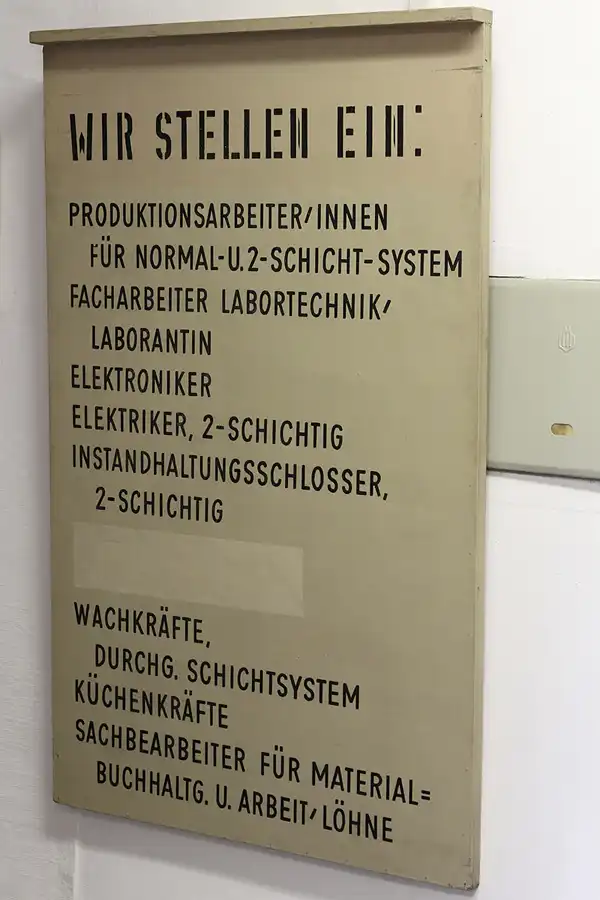 WIR STELLEN EIN:
PRODUKTIONSARBEITER/INNEN
FÜR NORMAL-U.2-SCHICHT-SYSTEM
FACHARBEITER LABORTECHNIK/
LABORANTIN
ELEKTRONIKER
ELEKTRIKER, 2-SCHICHTIG
INSTANDHALTUNGSSCHLOSSER,
2-SCHICHTIG
WACHKRÄFTE,
DURCHG. SCHICHTSYSTEM
KÜCHENKRÄFTE
SACHBEARBEITER FÜR MATERIAL=
BUCHHALTG. U. ARBEIT/LÖHNE